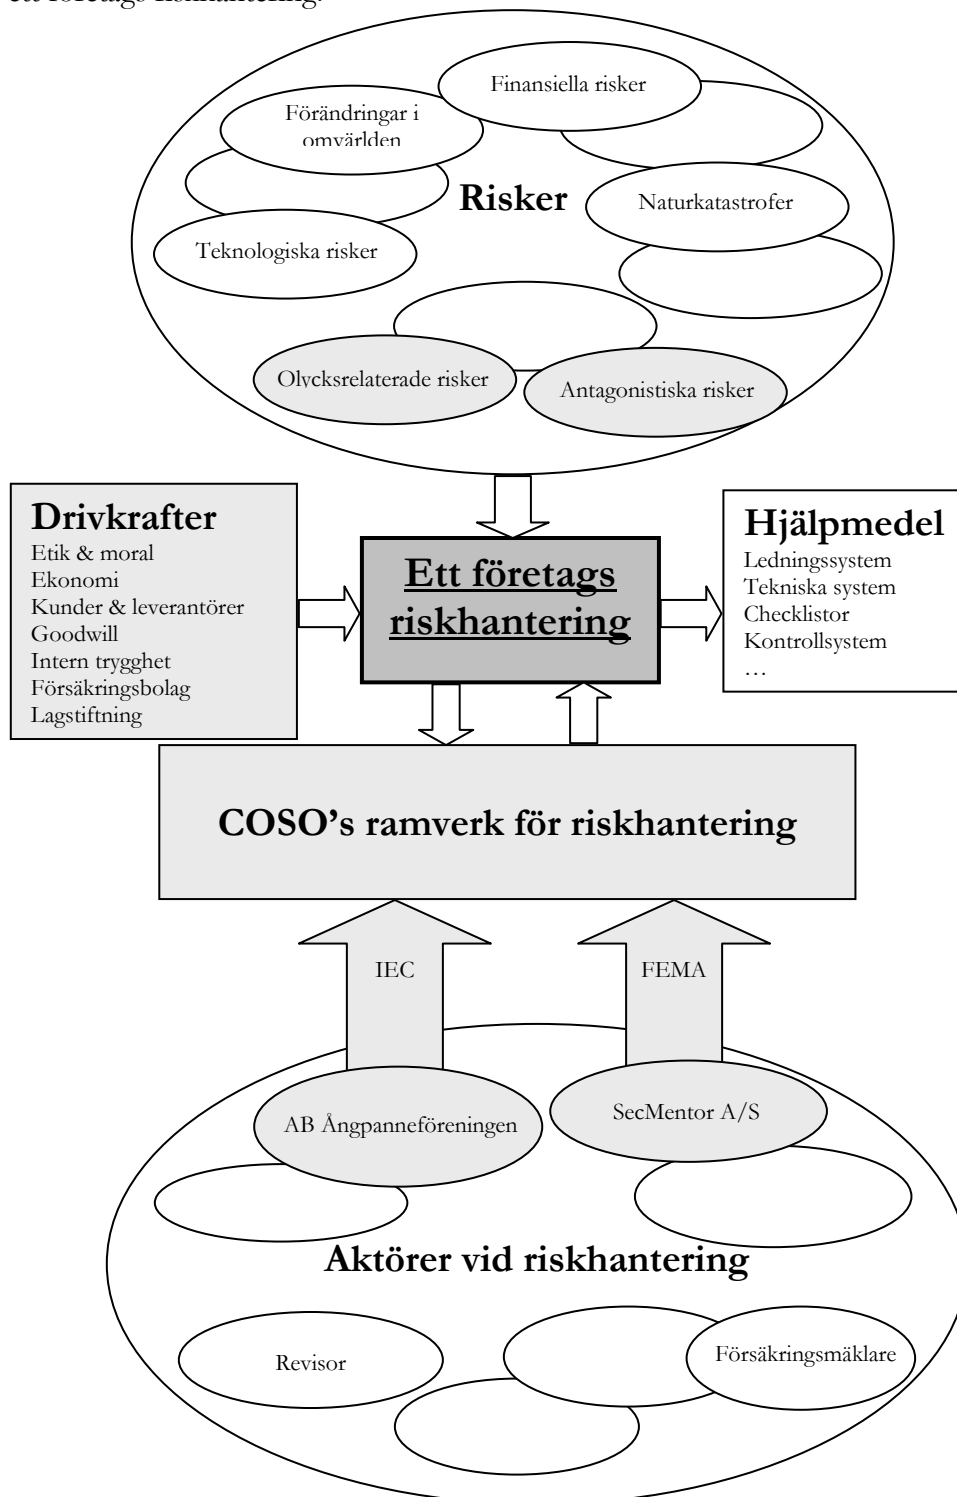 ett företags riskhantering.
Finansiella risker
Förändringar i
omvärlden
Risker
Naturkatastrofer
Teknologiska risker
Olycksrelaterade risker
Antagonistiska risker
Drivkrafter
Etik & moral
Ekonomi
Kunder & leverantörer
Goodwill
Intern trygghet
Försäkringsbolag
Lagstiftning
Ett företags
riskhantering
Hjälpmedel
Ledningssystem
Tekniska system
Checklistor
Kontrollsystem
…
COSO’s ramverk för riskhantering
IEC
FEMA
AB Ångpanneföreningen
SecMentor A/S
Aktörer vid riskhantering
Revisor
Försäkringsmäklare